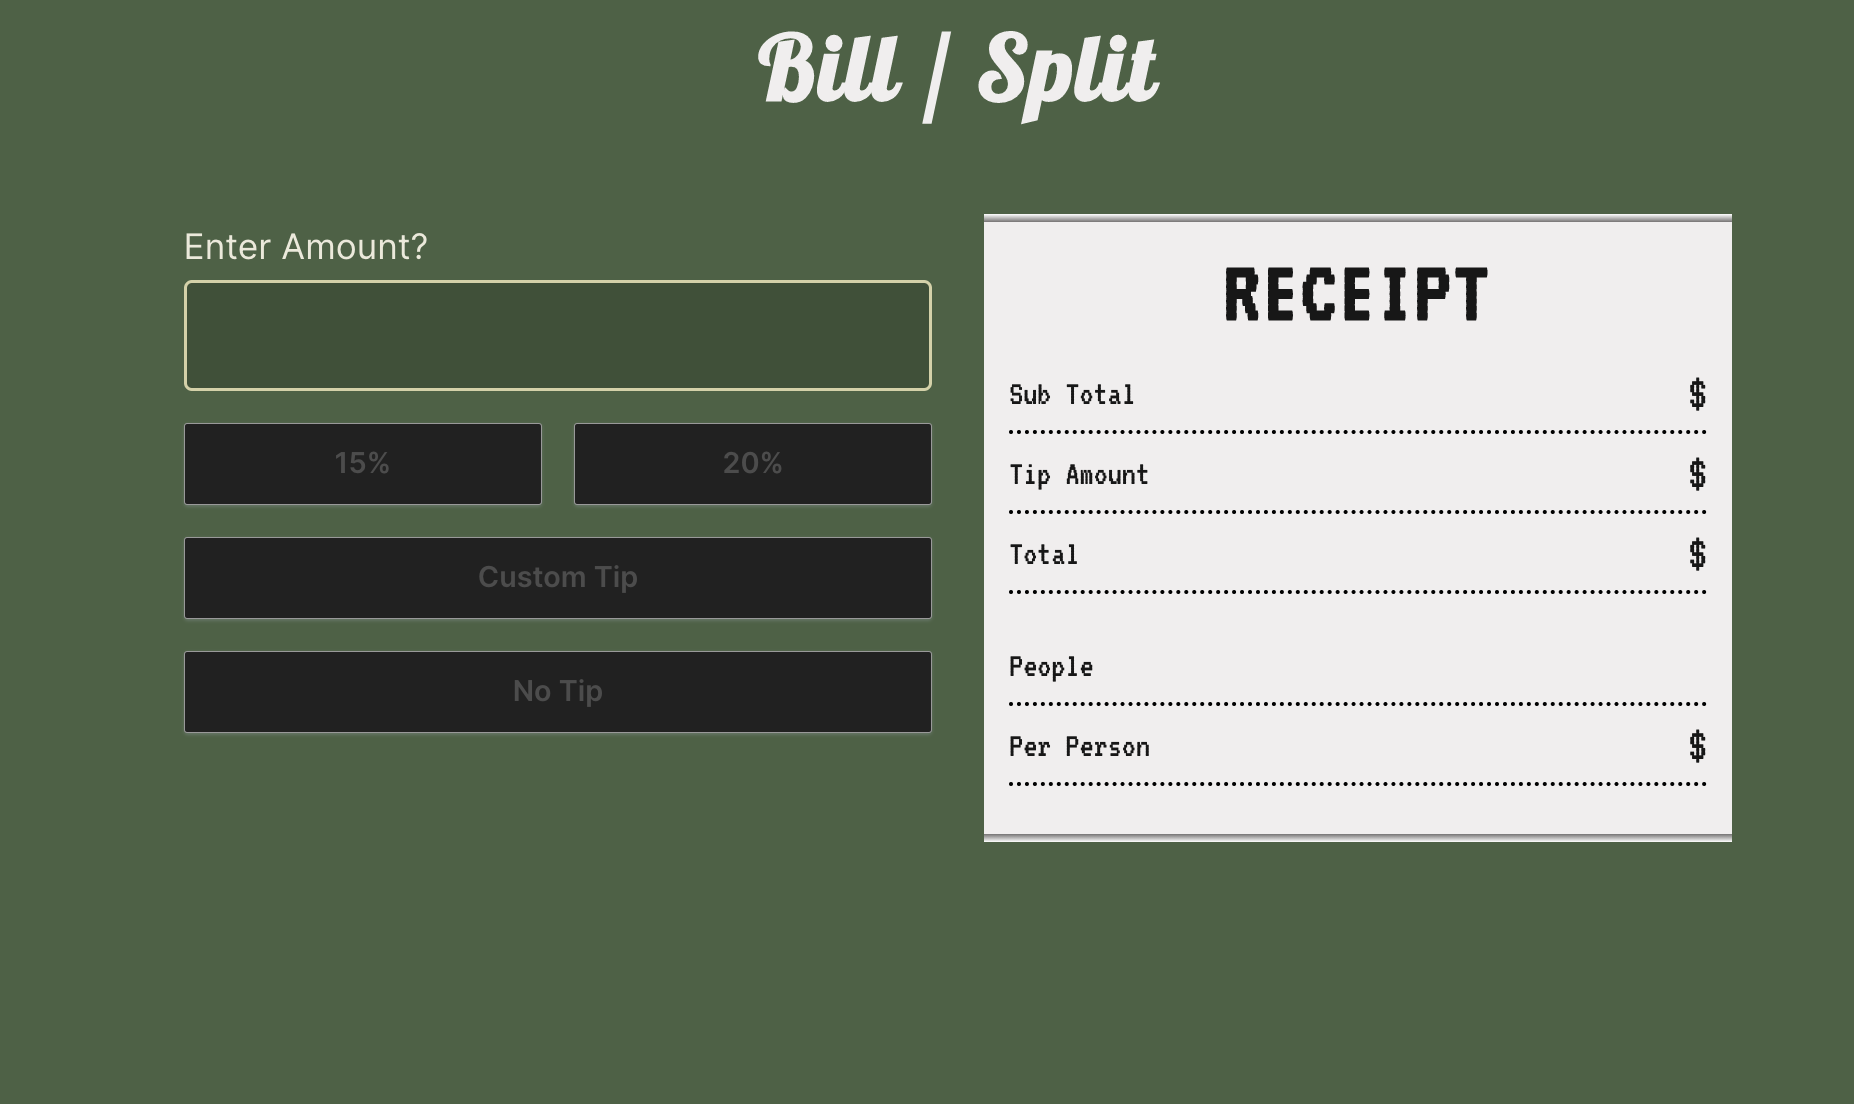 Bill / Split
Enter Amount?
15%
20%
Custom Tip
No Tip
RECEIPT
Sub Total $
Tip Amount $
Total $
People
Per Person $